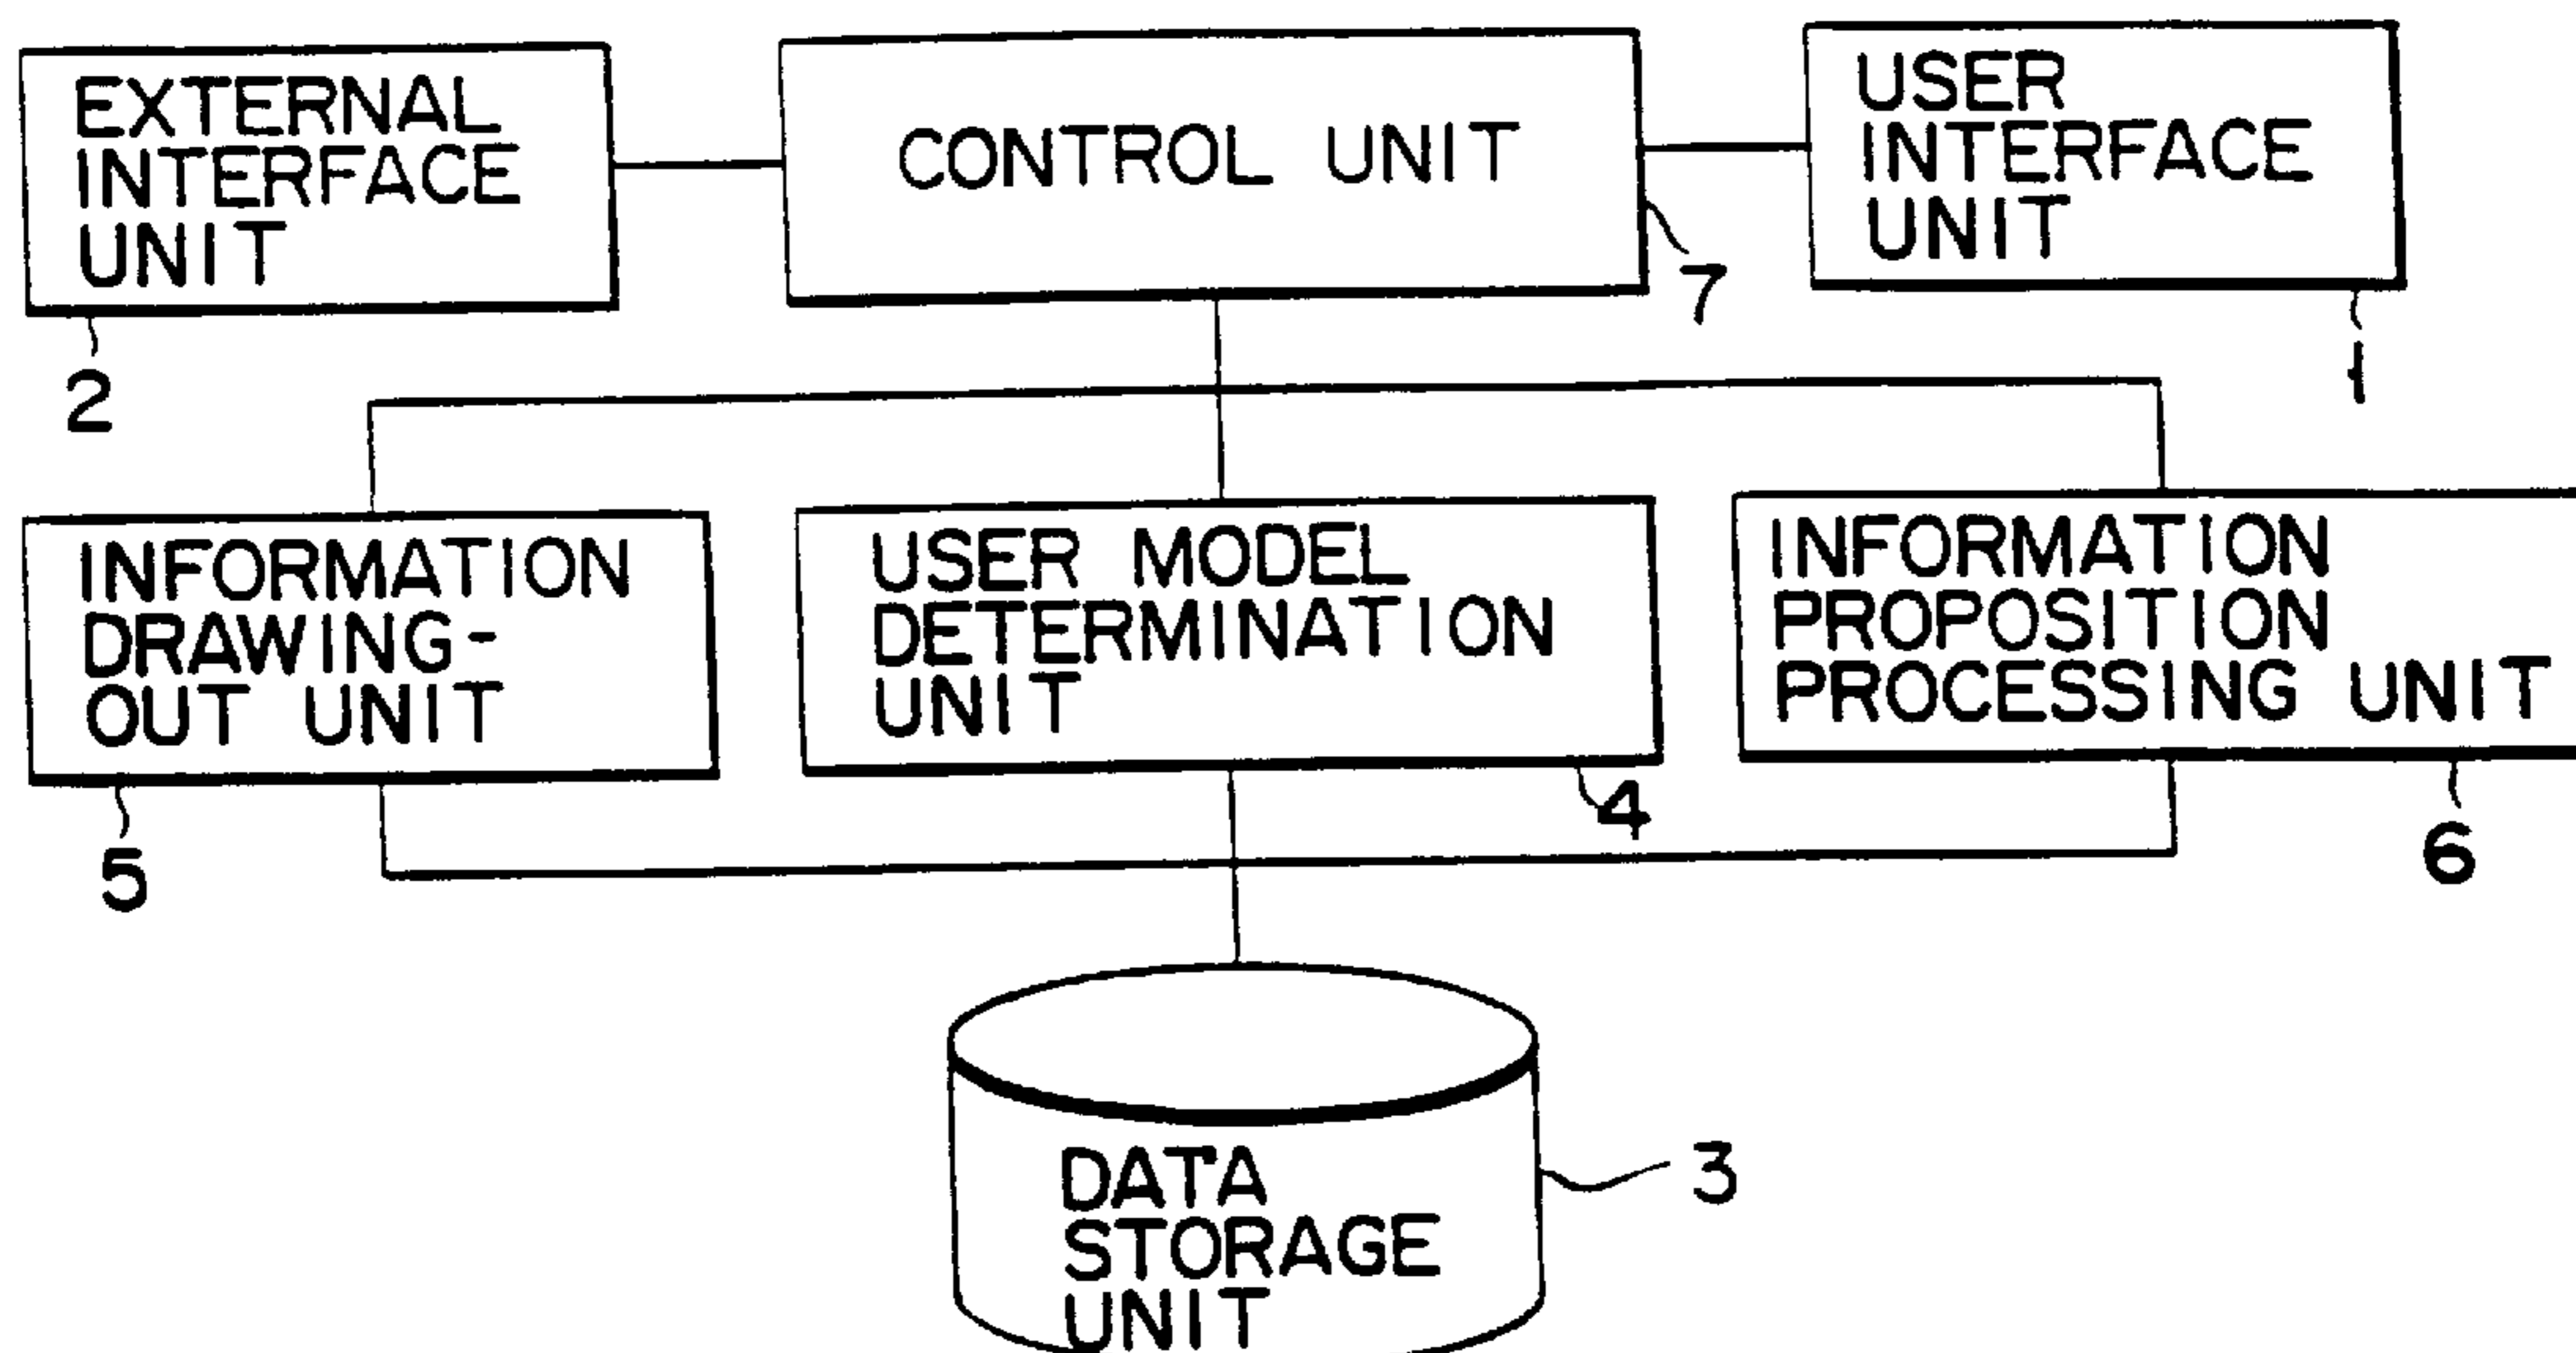 EXTERNAL
INTERFACE
UNIT
2
CONTROL UNIT
7
USER
INTERFACE
UNIT
1
INFORMATION
DRAWING-
OUT UNIT
5
USER MODEL
DETERMINATION
UNIT
4
INFORMATION
PROPOSITION
PROCESSING UNIT
6
DATA
STORAGE
UNIT
3